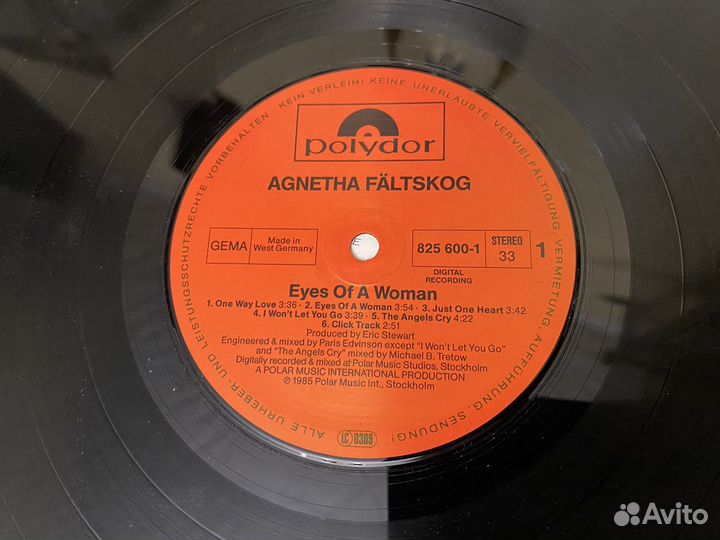 ALLE URHEBER- UND LEISTUNGSSCHUTZRECHTE VORBEHALTEN · KEIN VERLEIH! KEINE UNERLAUBTE VERVIELFÄLTIGUNG, VERMIETUNG, AUFFÜHRUNG, SENDUNG!
polydor
AGNETHA FÄLTSKOG
GEMA
Made in
West Germany
825 600-1
STEREO
33
1
DIGITAL
RECORDING
Eyes Of A Woman
1. One Way Love 3:36 · 2. Eyes Of A Woman 3:54 · 3. Just One Heart 3:42
4. I Won't Let You Go 3:39 · 5. The Angels Cry 4:22
6. Click Track 2:51
Produced by Eric Stewart
Engineered & mixed by Paris Edvinson except "I Won't Let You Go"
and "The Angels Cry" mixed by Michael B. Tretow
Digitally recorded & mixed at Polar Music Studios, Stockholm
A POLAR MUSIC INTERNATIONAL PRODUCTION
℗ 1985 Polar Music Int., Stockholm
LC 0309
Avito